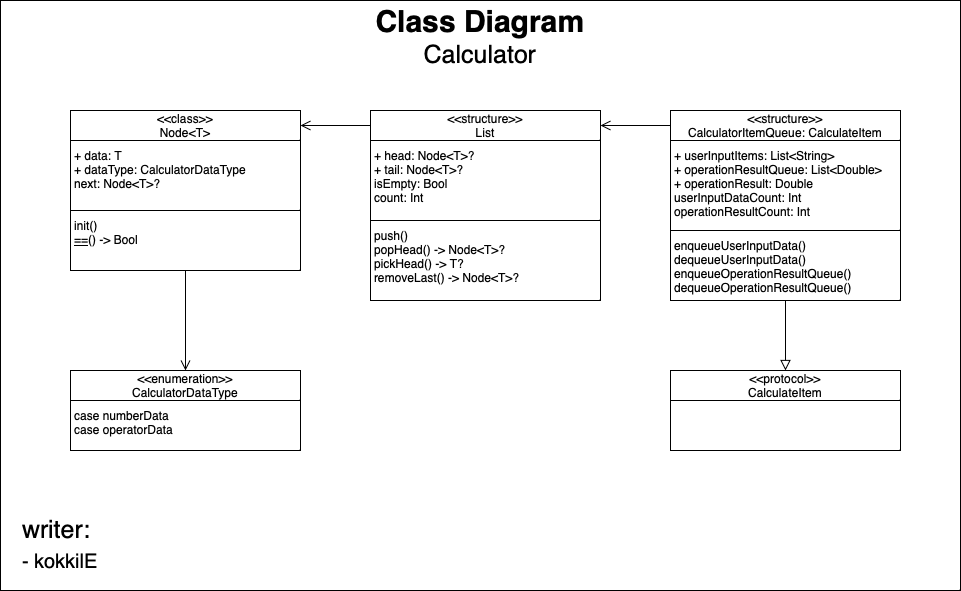 Class Diagram
Calculator
<<class>>
Node<T>
+ data: T
+ dataType: CalculatorDataType
next: Node<T>?
init()
==() -> Bool
<<structure>>
List
+ head: Node<T>?
+ tail: Node<T>?
isEmpty: Bool
count: Int
push()
popHead() -> Node<T>?
pickHead() -> T?
removeLast() -> Node<T>?
<<structure>>
CalculatorItemQueue: CalculateItem
+ userInputItems: List<String>
+ operationResultQueue: List<Double>
+ operationResult: Double
userInputDataCount: Int
operationResultCount: Int
enqueueUserInputData()
dequeueUserInputData()
enqueueOperationResultQueue()
dequeueOperationResultQueue()
<<enumeration>>
CalculatorDataType
case numberData
case operatorData
<<protocol>>
CalculateItem
writer:
- kokkilE